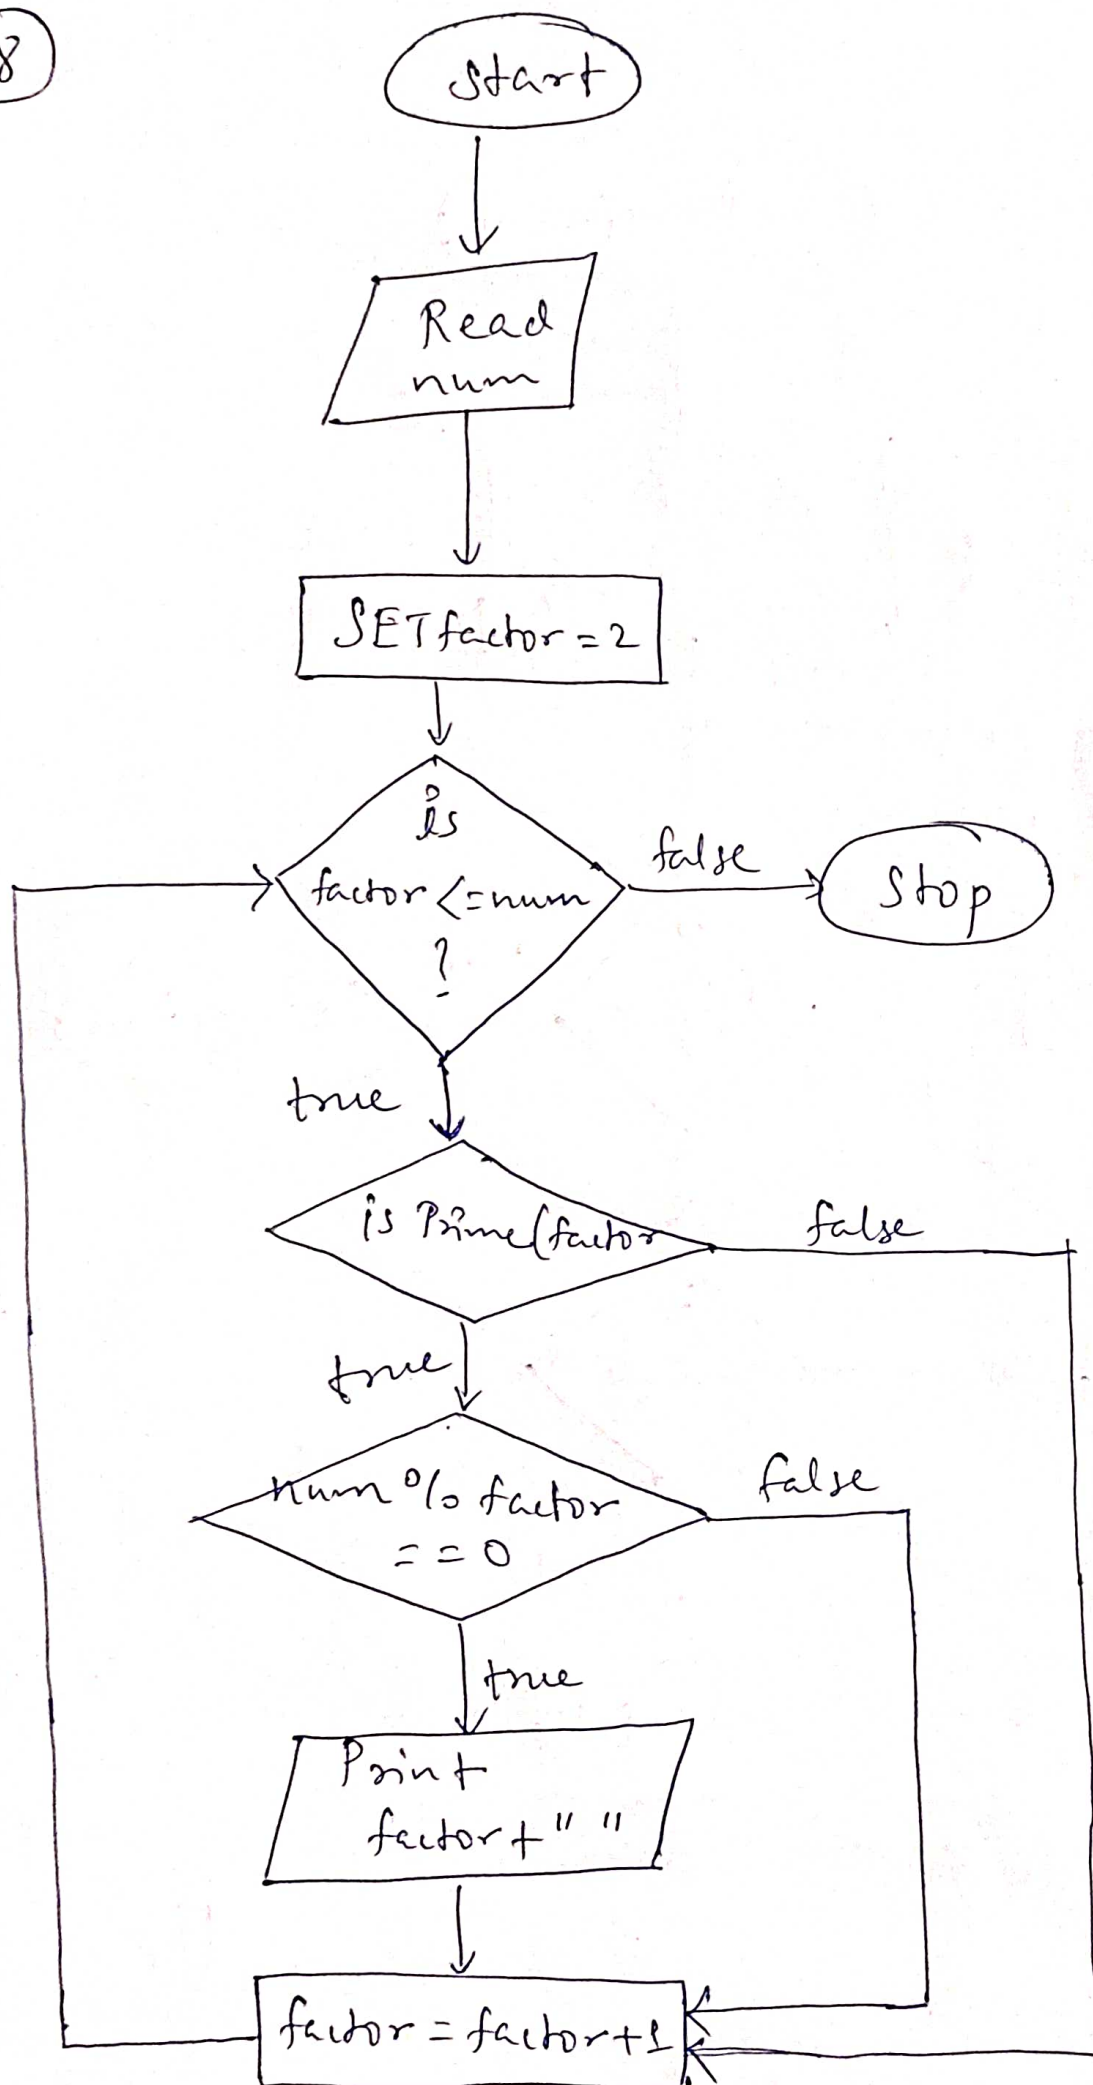 8
Start
Read
num
SET factor = 2
is
factor <= num
?
false
Stop
true
is Prime(factor
false
true
num % factor
== 0
false
true
Print
factor + " "
factor = factor + 1